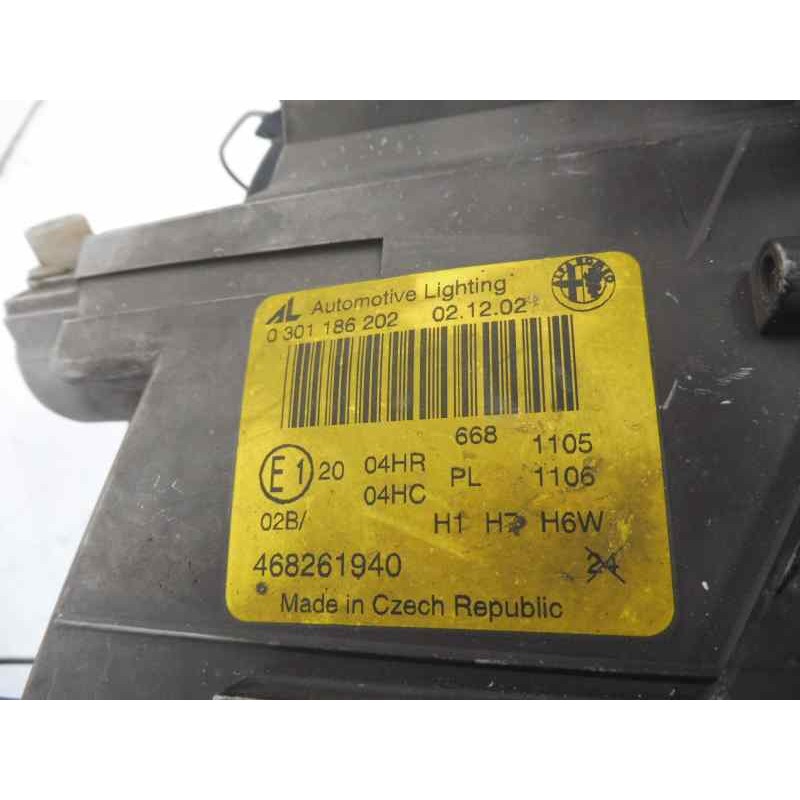 AL Automotive Lighting
0 301 186 202 02.12.02
668
E1 20 04HR PL 1105
04HC 1106
02B/ H1 H7 H6W
468261940 24
Made in Czech Republic